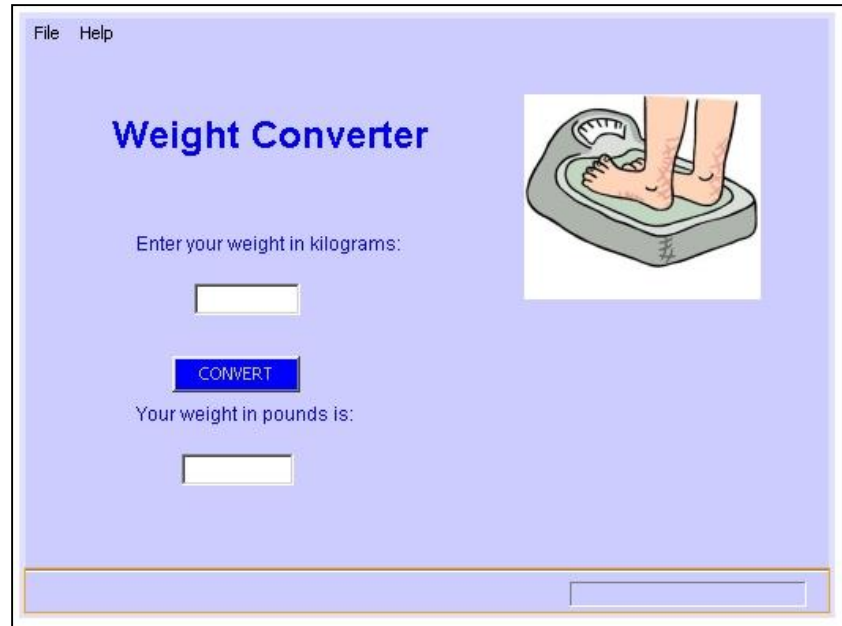 File Help
Weight Converter
Enter your weight in kilograms:
CONVERT
Your weight in pounds is: